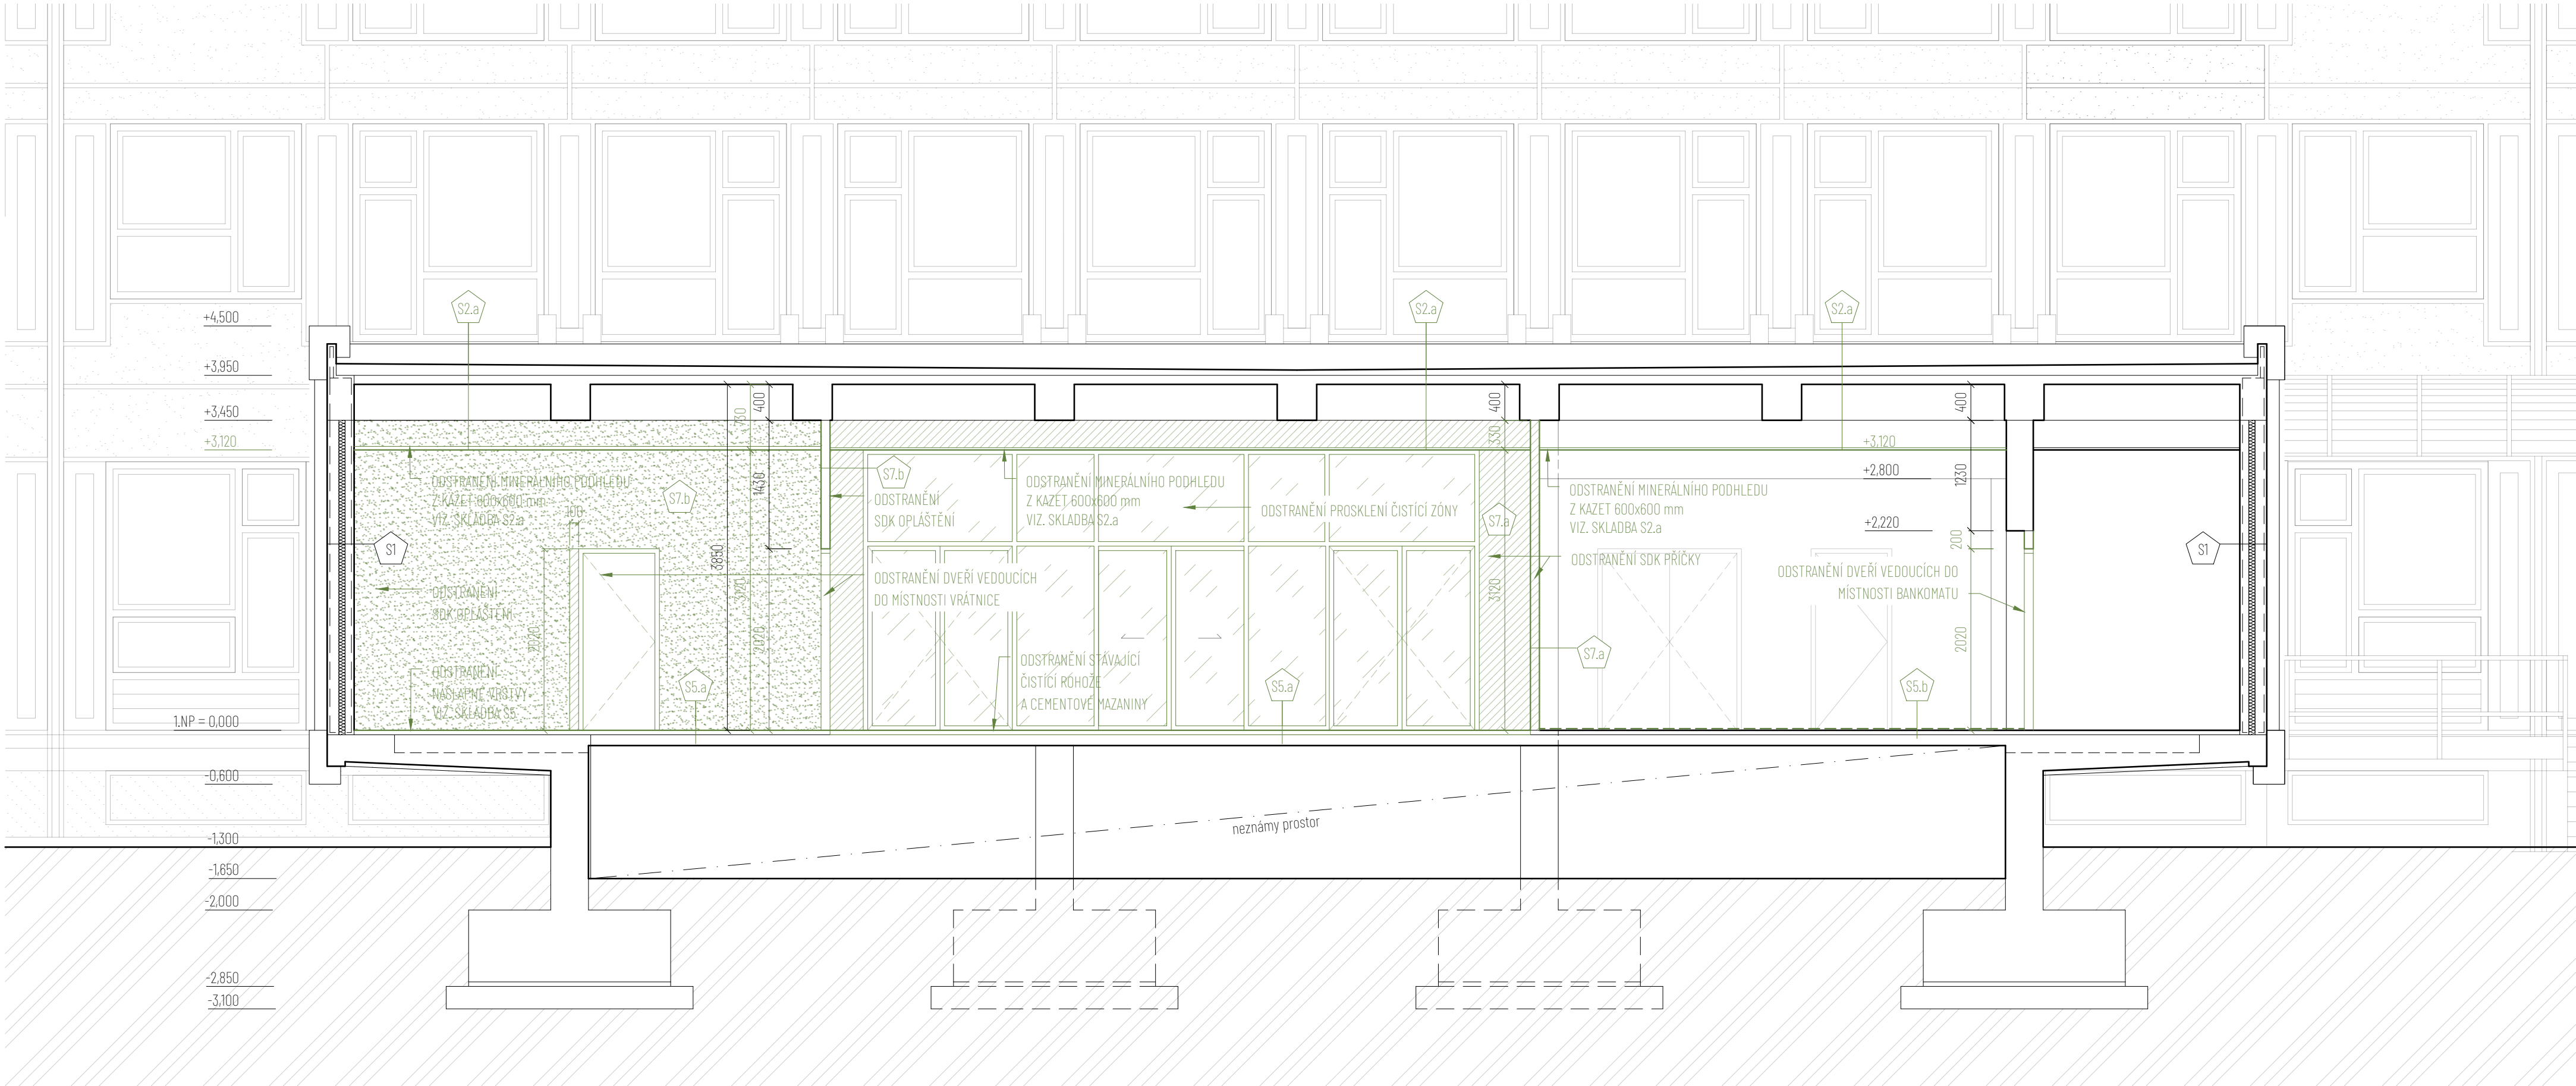 S2.a
S2.a
S2.a
+4,500
+3,950
+3,450
+3,120
1.NP = 0,000
-0,600
-1,300
-1,650
-2,000
-2,850
-3,100
S1
ODSTRANĚNÍ MINERÁLNÍHO PODHLEDU
Z KAZET 600x600 mm
VIZ. SKLADBA S2.a
100
S7.b
ODSTRANĚNÍ
SDK OPLÁŠTĚNÍ
2020
ODSTRANĚNÍ
NÁŠLAPNÉ VRSTVY
VIZ. SKLADBA S5
S5.a
3850
730
3120
400
1430
2020
S7.b
ODSTRANĚNÍ
SDK OPLÁŠTĚNÍ
ODSTRANĚNÍ MINERÁLNÍHO PODHLEDU
Z KAZET 600x600 mm
VIZ. SKLADBA S2.a
ODSTRANĚNÍ PROSKLENÍ ČISTÍCÍ ZÓNY
ODSTRANĚNÍ DVEŘÍ VEDOUCÍCH
DO MÍSTNOSTI VRÁTNICE
ODSTRANĚNÍ STÁVAJÍCÍ
ČISTÍCÍ ROHOŽE
A CEMENTOVÉ MAZANINY
S5.a
400
330
S7.a
3120
ODSTRANĚNÍ MINERÁLNÍHO PODHLEDU
Z KAZET 600x600 mm
VIZ. SKLADBA S2.a
ODSTRANĚNÍ SDK PŘÍČKY
S7.a
+3,120
+2,800
+2,220
400
1230
200
2020
ODSTRANĚNÍ DVEŘÍ VEDOUCÍCH DO
MÍSTNOSTI BANKOMATU
S5.b
S1
neznámy prostor